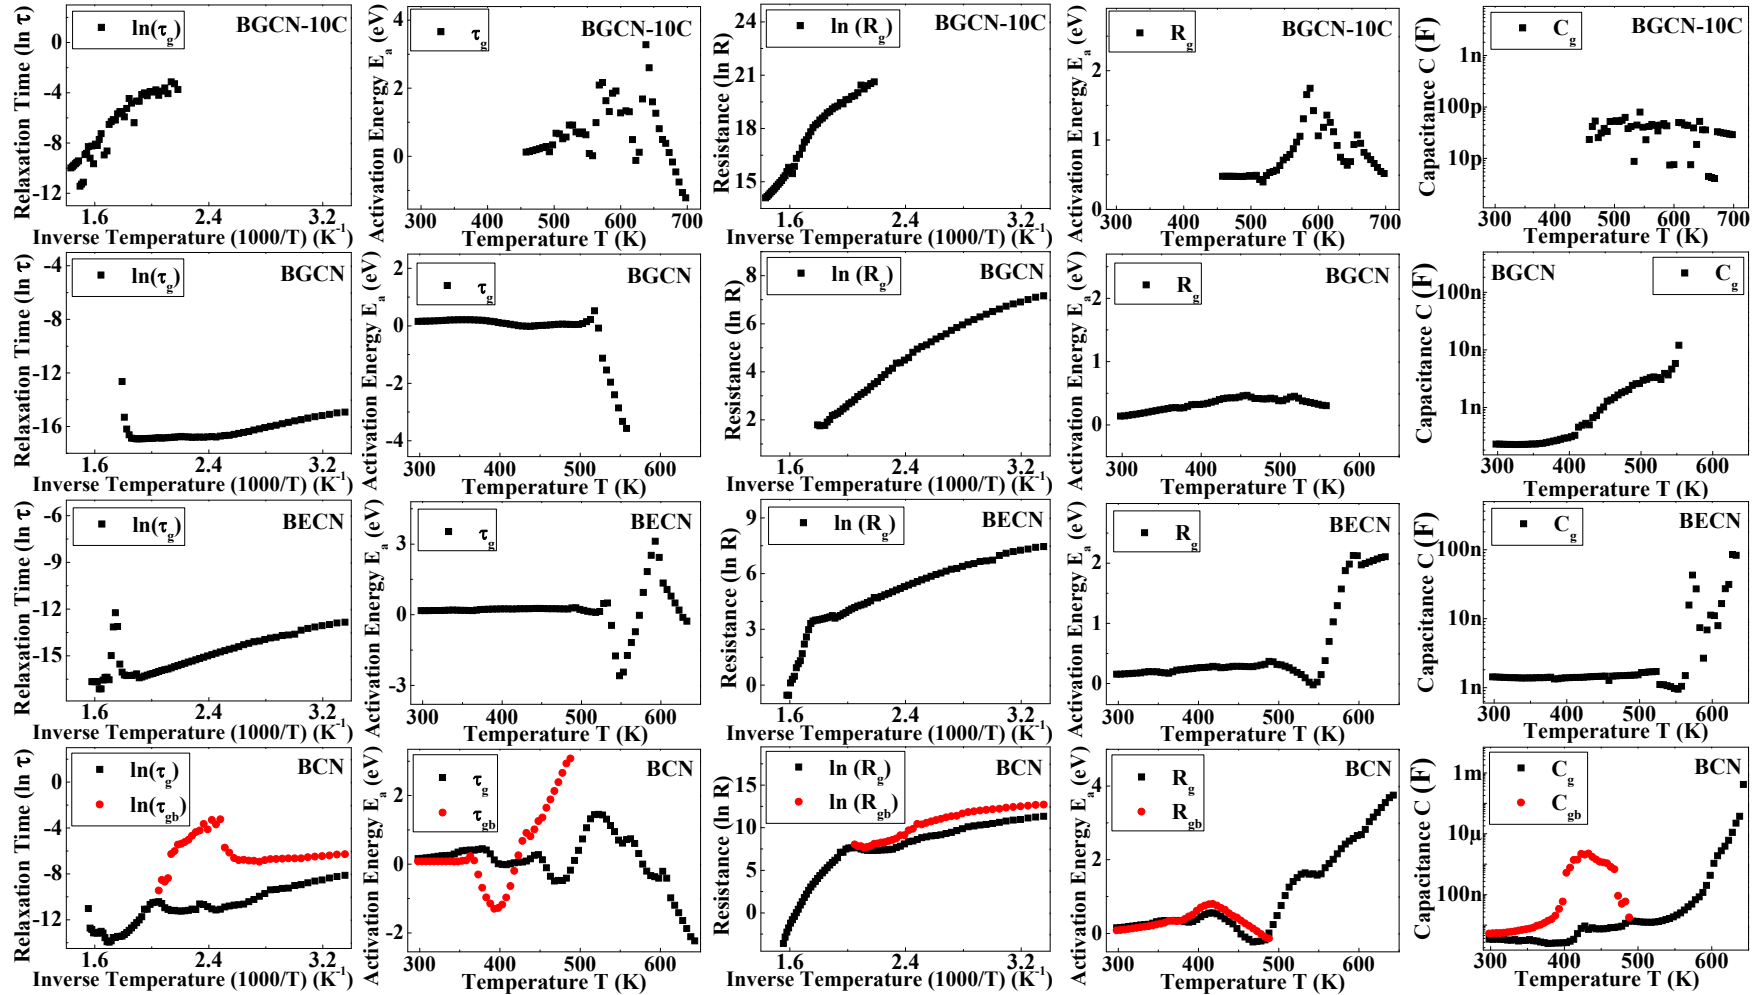 Relaxation Time (ln τ)
0
-4
-8
-12
ln(τg)
BGCN-10C
1.6 2.4 3.2
Inverse Temperature (1000/T) (K-1)
Activation Energy Ea (eV)
4
2
0
τg
BGCN-10C
300 400 500 600 700
Temperature T (K)
Resistance (ln R)
24
21
18
15
ln (Rg)
BGCN-10C
1.6 2.4 3.2
Inverse Temperature (1000/T) (K-1)
Activation Energy Ea (eV)
2
1
0
Rg
BGCN-10C
300 400 500 600 700
Temperature T (K)
Capacitance C (F)
1n
100p
10p
Cg
BGCN-10C
300 400 500 600 700
Temperature T (K)
Relaxation Time (ln τ)
-4
-8
-12
-16
ln(τg)
BGCN
1.6 2.4 3.2
Inverse Temperature (1000/T) (K-1)
Activation Energy Ea (eV)
2
0
-2
-4
τg
BGCN
300 400 500 600
Temperature T (K)
Resistance (ln R)
8
6
4
2
ln (Rg)
BGCN
1.6 2.4 3.2
Inverse Temperature (1000/T) (K-1)
Activation Energy Ea (eV)
2
1
0
Rg
BGCN
300 400 500 600
Temperature T (K)
Capacitance C (F)
100n
10n
1n
BGCN
Cg
300 400 500 600
Temperature T (K)
Relaxation Time (ln τ)
-6
-9
-12
-15
ln(τg)
BECN
1.6 2.4 3.2
Inverse Temperature (1000/T) (K-1)
Activation Energy Ea (eV)
3
0
-3
τg
BECN
300 400 500 600
Temperature T (K)
Resistance (ln R)
9
6
3
0
ln (Rg)
BECN
1.6 2.4 3.2
Inverse Temperature (1000/T) (K-1)
Activation Energy Ea (eV)
2
1
0
Rg
BECN
300 400 500 600
Temperature T (K)
Capacitance C (F)
100n
10n
1n
Cg
BECN
300 400 500 600
Temperature T (K)
Relaxation Time (ln τ)
0
-4
-8
-12
ln(τg)
ln(τgb)
BCN
1.6 2.4 3.2
Inverse Temperature (1000/T) (K-1)
Activation Energy Ea (eV)
2
0
-2
τg
τgb
BCN
300 400 500 600
Temperature T (K)
Resistance (ln R)
15
10
5
0
ln (Rg)
ln (Rgb)
BCN
1.6 2.4 3.2
Inverse Temperature (1000/T) (K-1)
Activation Energy Ea (eV)
4
2
0
Rg
Rgb
BCN
300 400 500 600
Temperature T (K)
Capacitance C (F)
1m
10µ
100n
Cg
Cgb
BCN
300 400 500 600
Temperature T (K)